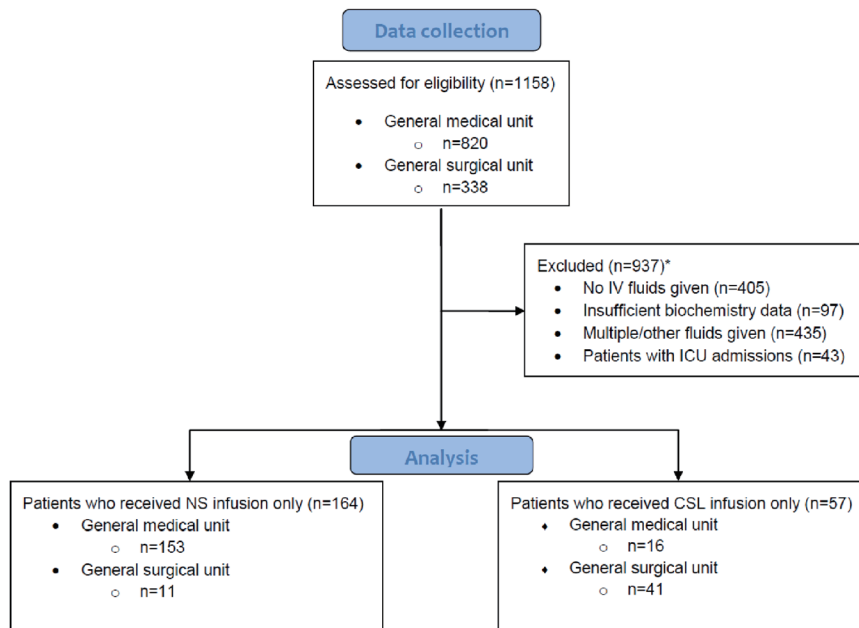 Data collection
Assessed for eligibility (n=1158)
• General medical unit
o n=820
• General surgical unit
o n=338
Excluded (n=937)*
• No IV fluids given (n=405)
• Insufficient biochemistry data (n=97)
• Multiple/other fluids given (n=435)
• Patients with ICU admissions (n=43)
Analysis
Patients who received NS infusion only (n=164)
• General medical unit
o n=153
• General surgical unit
o n=11
Patients who received CSL infusion only (n=57)
♦ General medical unit
o n=16
♦ General surgical unit
o n=41